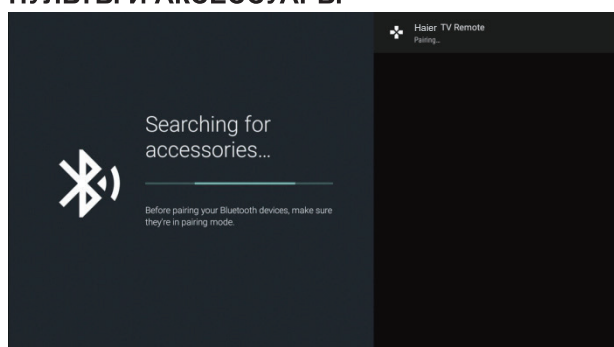 ПУЛЬТЫ И АКСЕССУАРЫ
Searching for
accessories...
Before pairing your Bluetooth devices, make sure
they're in pairing mode.
Haier TV Remote
Pairing...